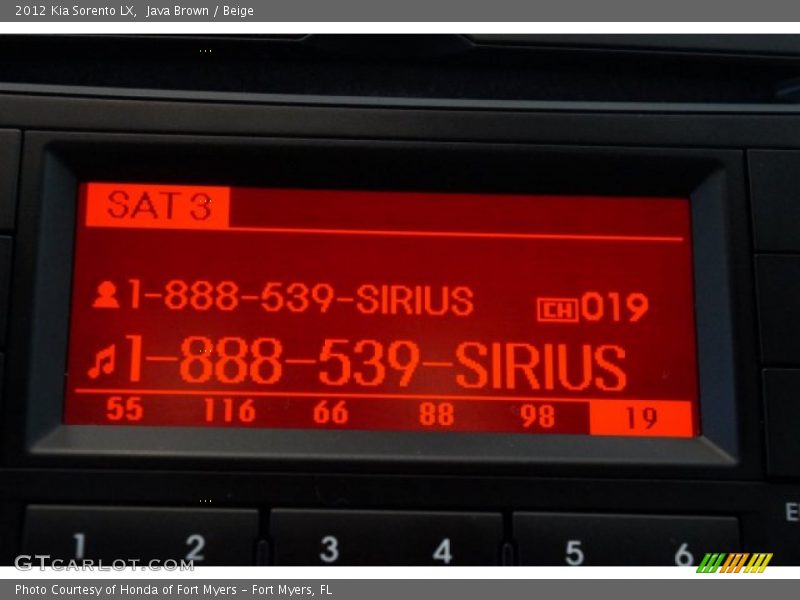 2012 Kia Sorento LX, Java Brown / Beige
SAT 3
1-888-539-SIRIUS CH 019
1-888-539-SIRIUS
55 116 66 88 98 19
1 2 3 4 5 6
GTCARLOT.COM
Photo Courtesy of Honda of Fort Myers - Fort Myers, FL